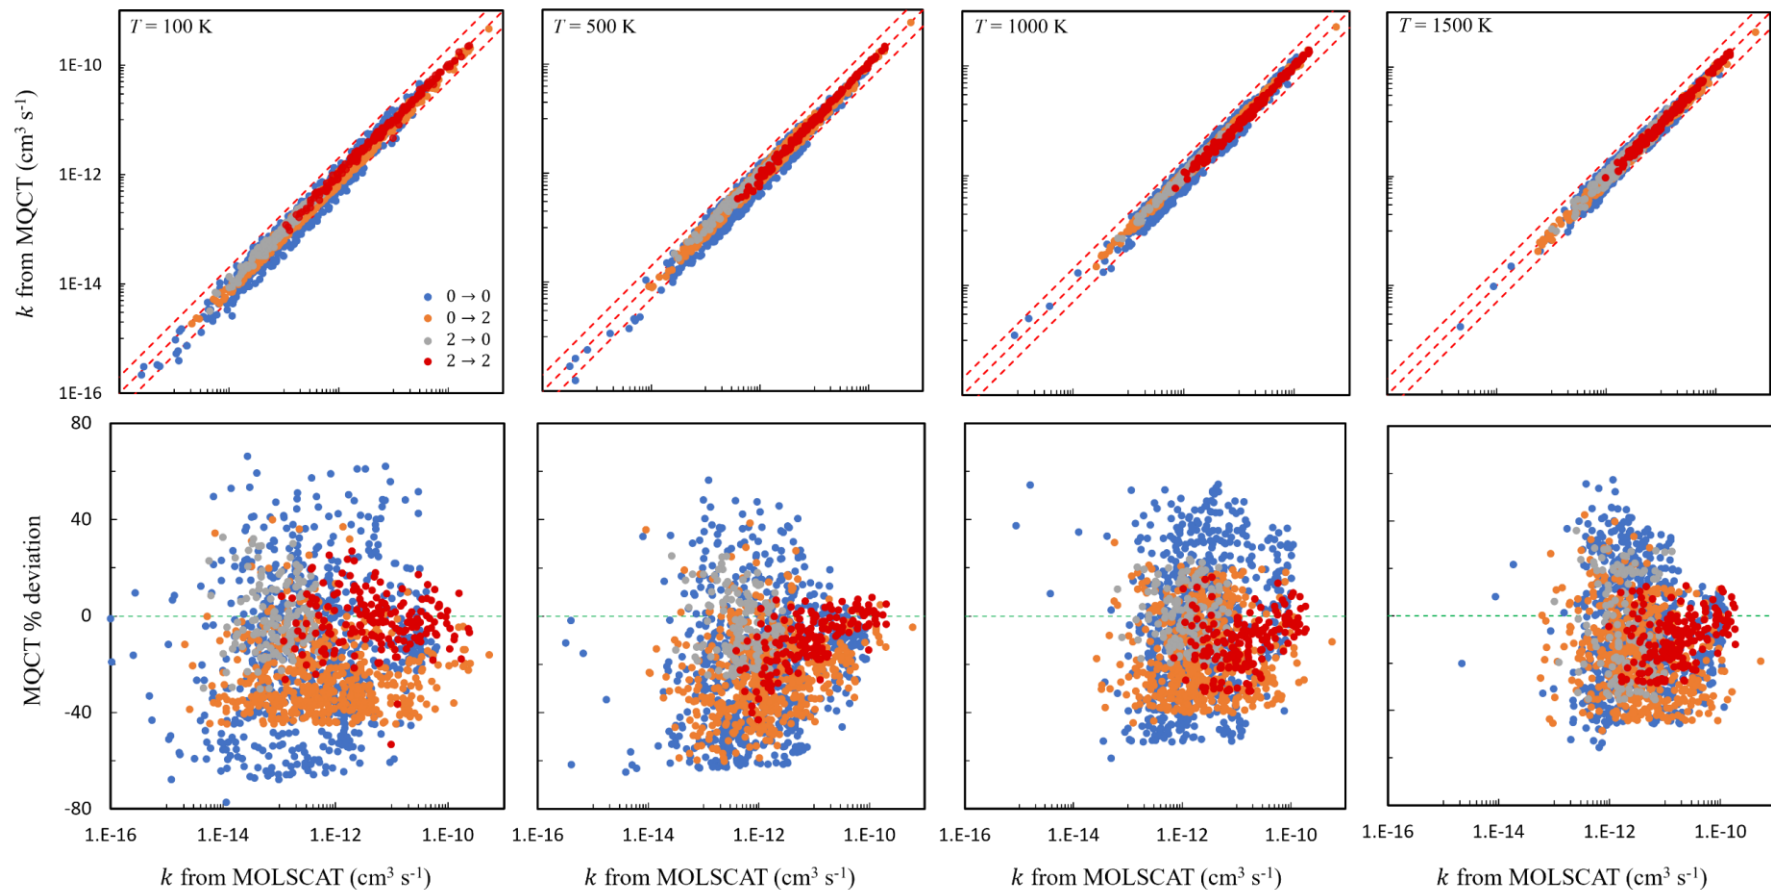 T = 100 K
T = 500 K
T = 1000 K
T = 1500 K
k from MQCT (cm³ s⁻¹)
1E-10
1E-12
1E-14
1E-16
0 → 0
0 → 2
2 → 0
2 → 2
MQCT % deviation
80
40
0
-40
-80
1.E-16 1.E-14 1.E-12 1.E-10
1.E-16 1.E-14 1.E-12 1.E-10
1.E-16 1.E-14 1.E-12 1.E-10
1.E-16 1.E-14 1.E-12 1.E-10
k from MOLSCAT (cm³ s⁻¹)
k from MOLSCAT (cm³ s⁻¹)
k from MOLSCAT (cm³ s⁻¹)
k from MOLSCAT (cm³ s⁻¹)